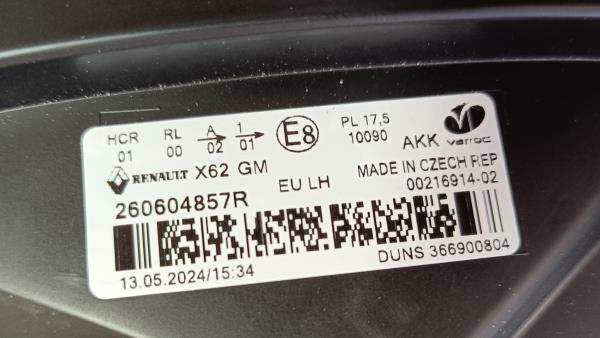 HCR RL A 1 E8 PL 17,5
01 00 02 01 10090 AKK varroc
RENAULT X62 GM MADE IN CZECH REP
EU LH 00216914-02
260604857R
13.05.2024/15:34 DUNS 366900804